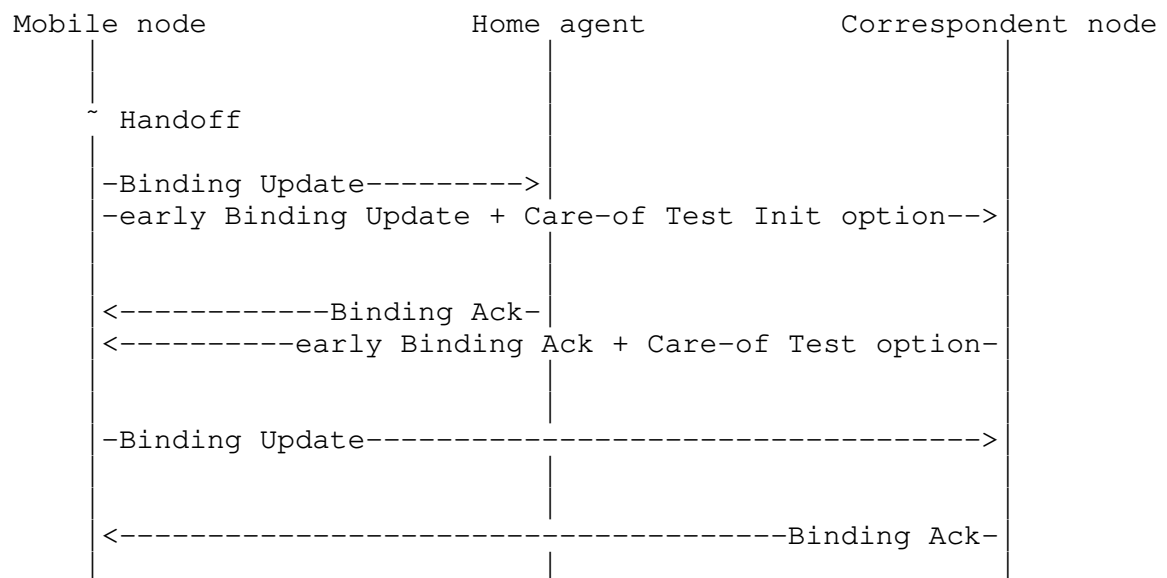 Mobile node Home agent Correspondent node
~ Handoff
-Binding Update--------->
-early Binding Update + Care-of Test Init option-->
<------------Binding Ack-
<----------early Binding Ack + Care-of Test option-
-Binding Update----------------------------------->
<--------------------------------------Binding Ack-